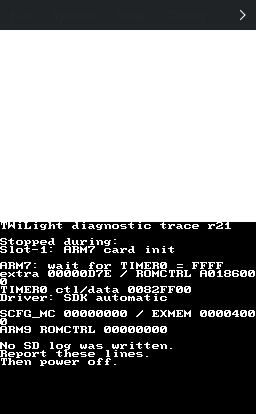 TWiLight diagnostic trace r21
Stopped during:
Slot-1: ARM7 card init
ARM7: wait for TIMER0 = FFFF
extra 00000D7E / ROMCTRL A018600
0
TIMER0 ctl/data 0082FF00
Driver: SDK automatic
SCFG_MC 00000000 / EXMEM 0000400
0
ARM9 ROMCTRL 00000000
No SD log was written.
Report these lines.
Then power off.